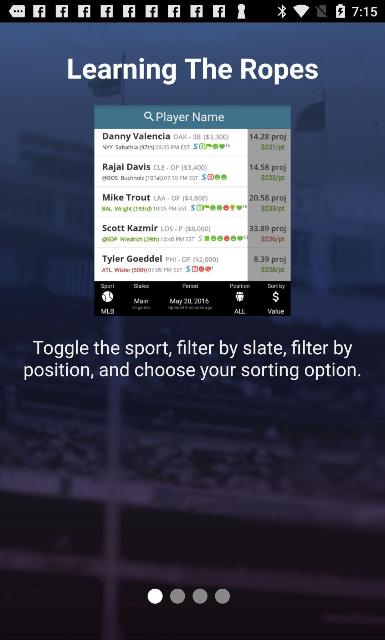 7:15
Learning The Ropes
Player Name
Danny Valencia OAK - 3B ($3,300) 14.28 proj
NYY Sabathia (97th) 09:35 PM EST $231/pt
Rajai Davis CLE - OF ($3,400) 14.58 proj
@BOS Buchholz (101st) 07:10 PM EST $233/pt
Mike Trout LAA - OF ($4,800) 20.58 proj
BAL Wright (193rd) 10:05 PM EST $233/pt
Scott Kazmir LOS - P ($8,000) 33.89 proj
@SDP Friedrich (29th) 10:40 PM EST $236/pt
Tyler Goeddel PHI - OF ($2,000) 8.39 proj
ATL Wisler (50th) 07:05 PM EST $238/pt
Sport Slates Period Position Sort by
Main May 20, 2016 $
MLB Updated 9 minutes ago ALL Value
Toggle the sport, filter by slate, filter by
position, and choose your sorting option.